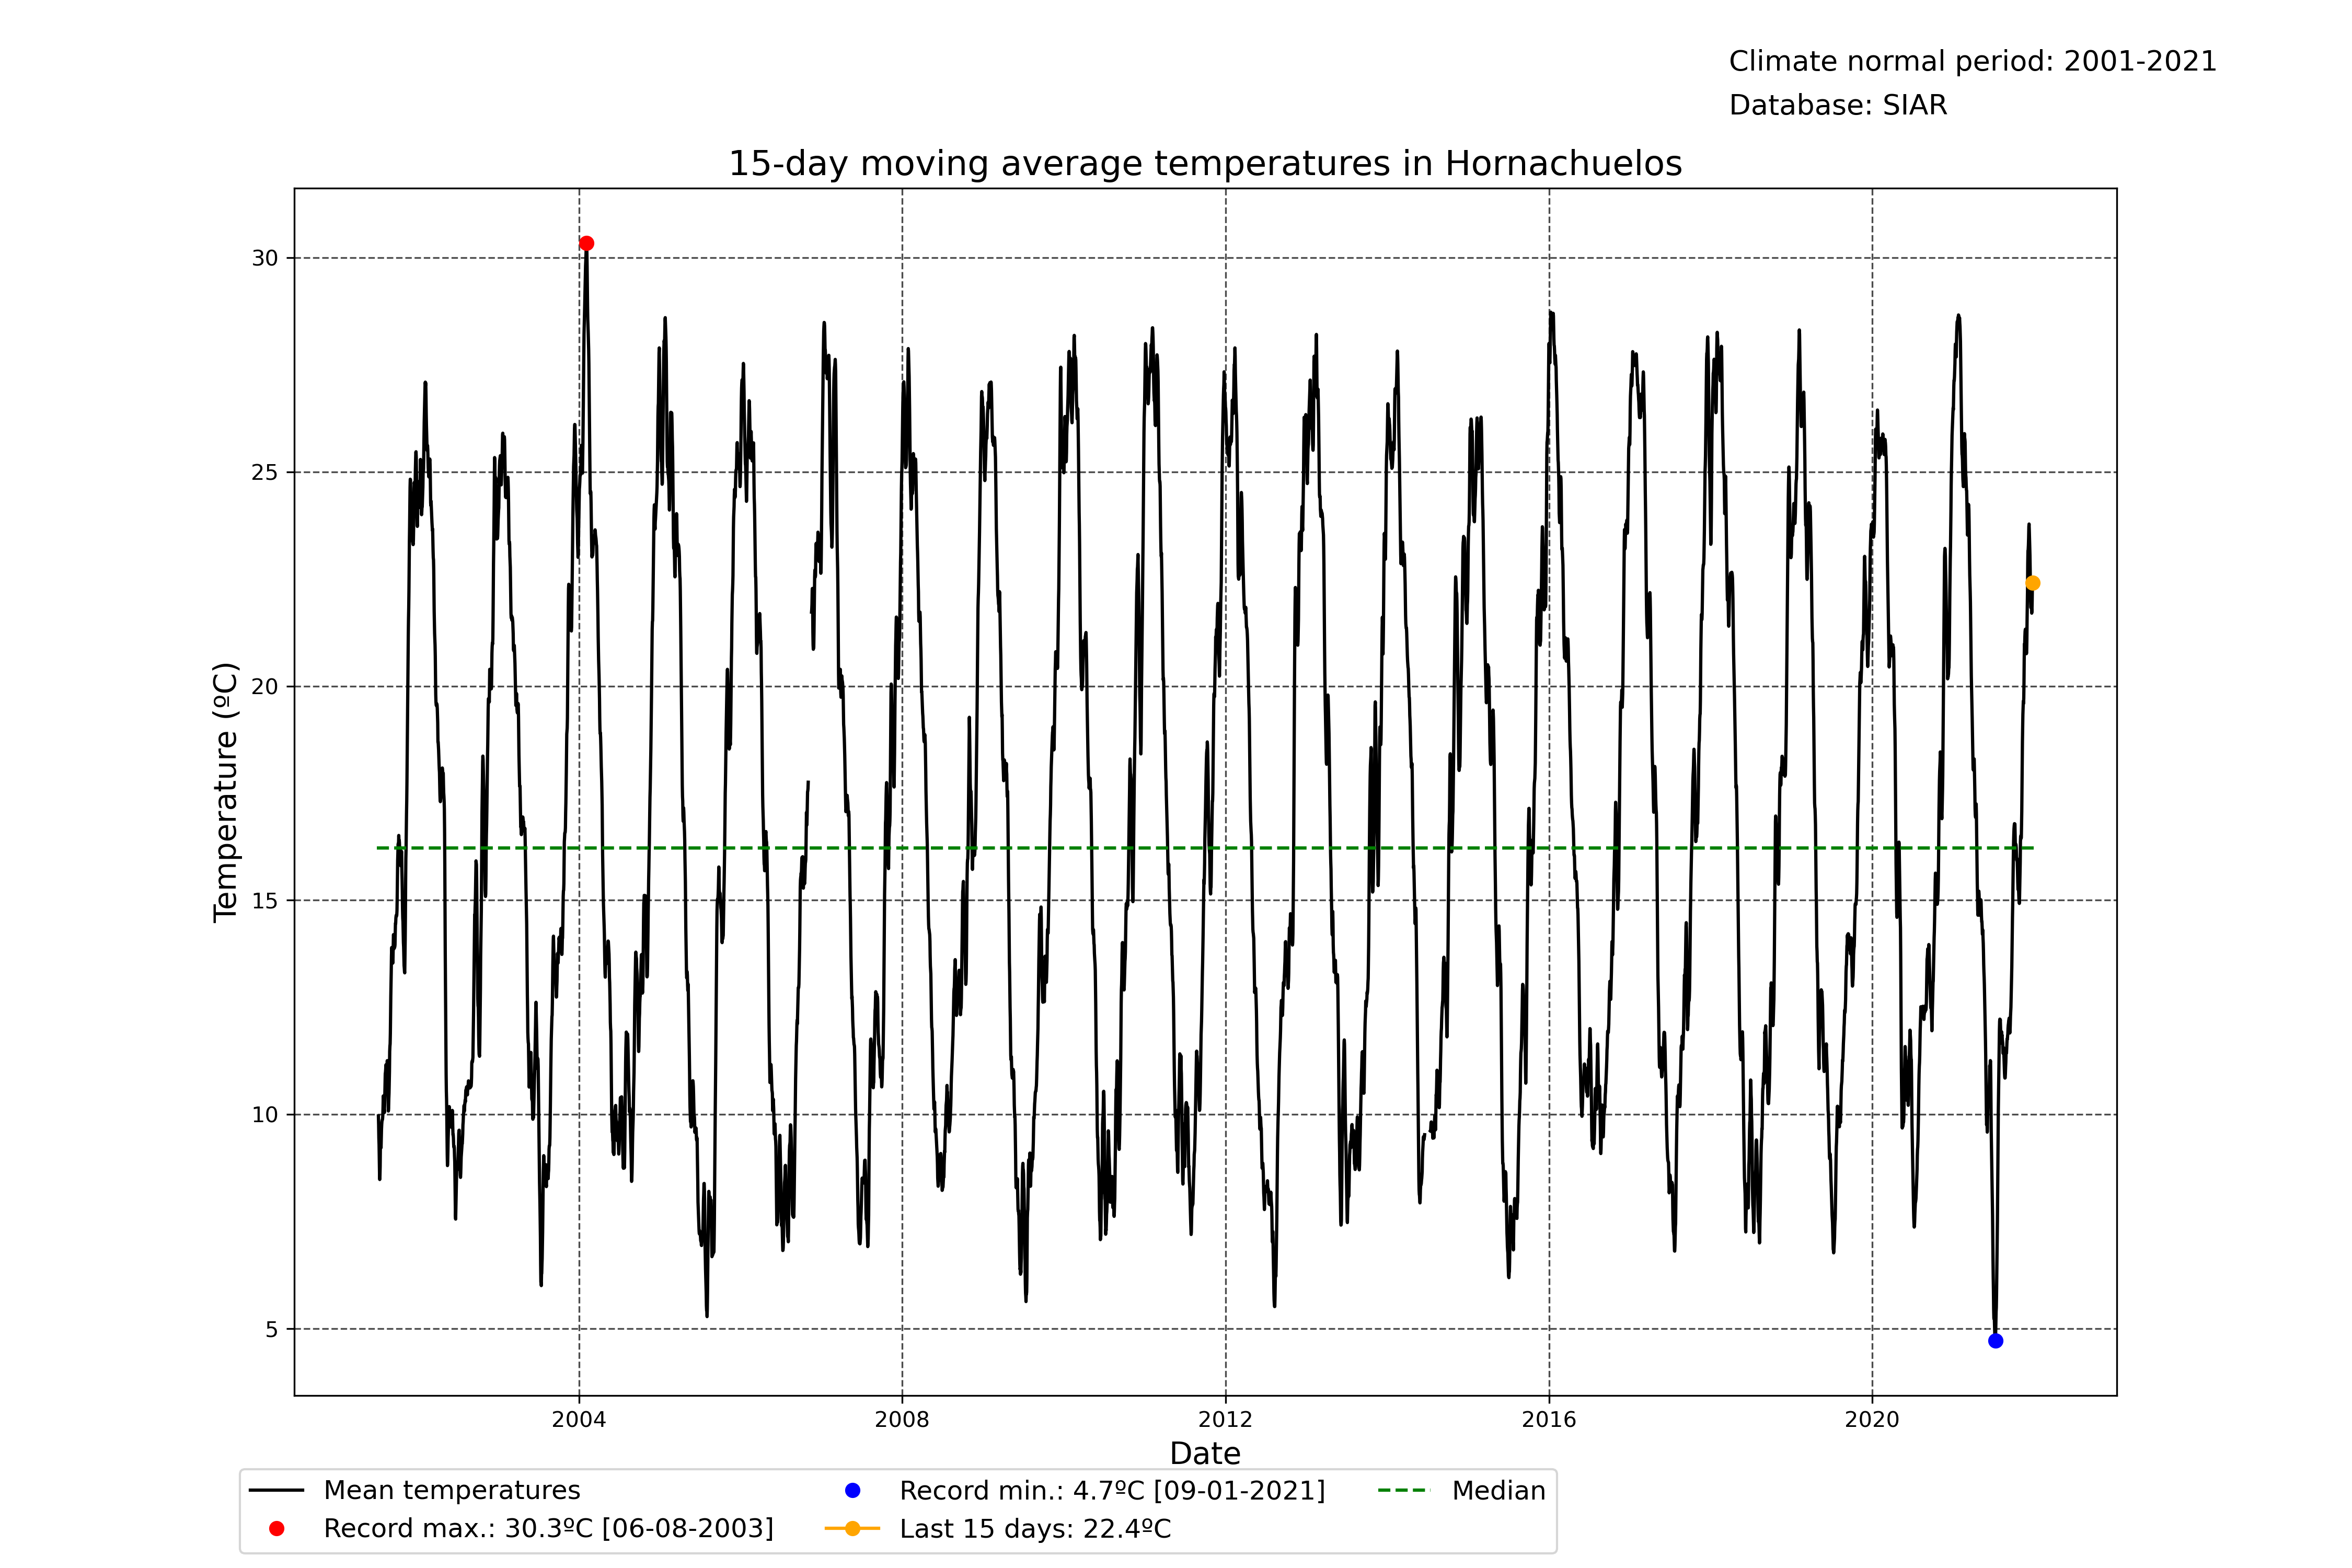 Climate normal period: 2001-2021
Database: SIAR
15-day moving average temperatures in Hornachuelos
30
25
20
15
10
5
Temperature (ºC)
2004 2008 2012 2016 2020
Date
Mean temperatures
Record max.: 30.3ºC [06-08-2003]
Record min.: 4.7ºC [09-01-2021]
Last 15 days: 22.4ºC
Median